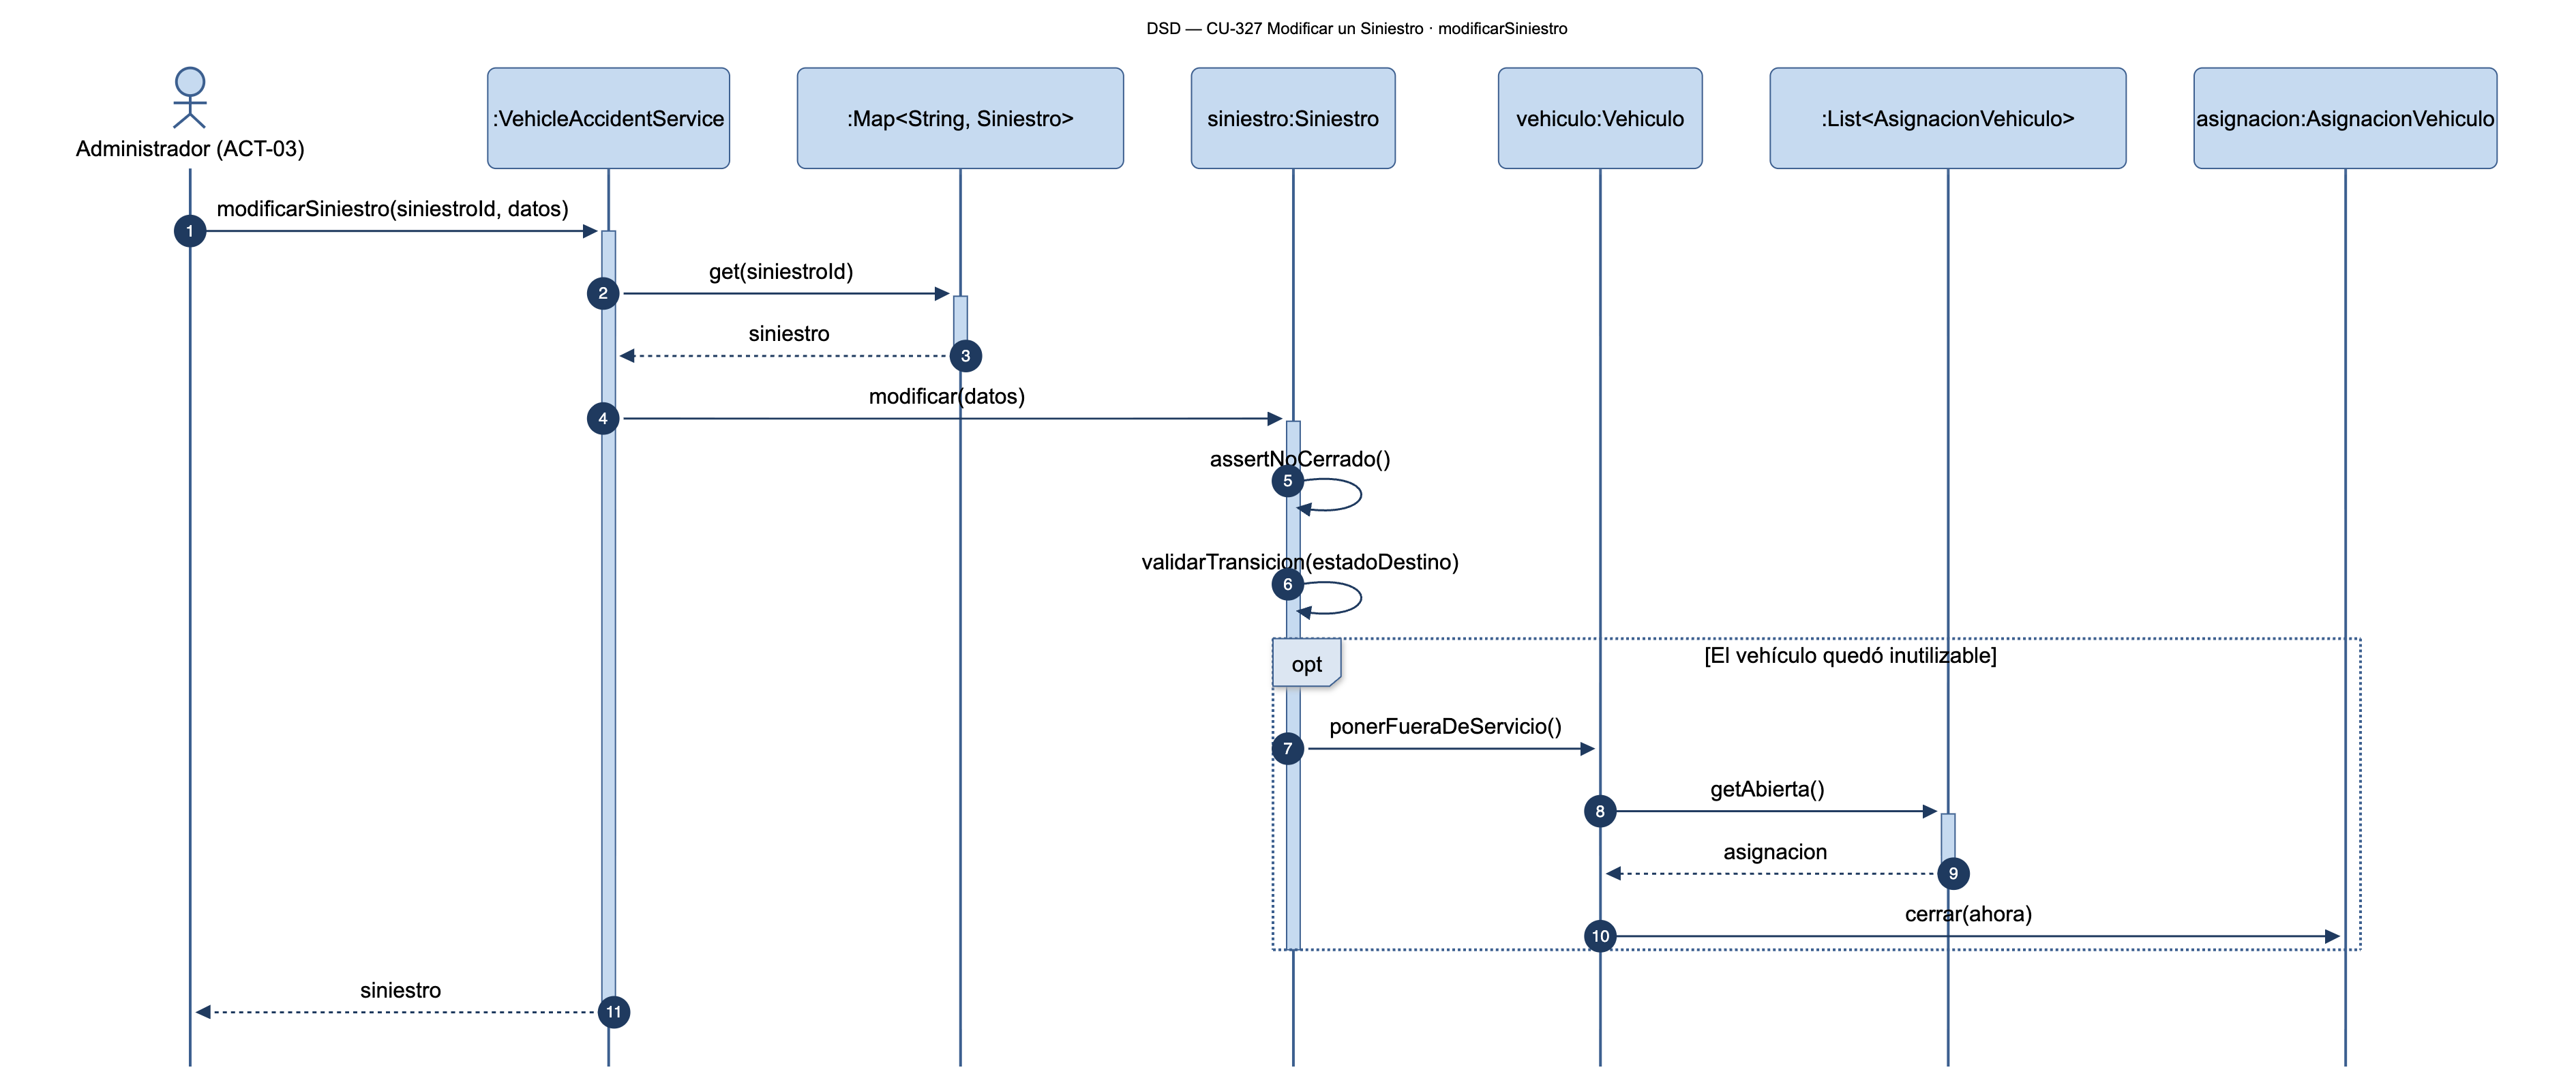 DSD — CU-327 Modificar un Siniestro · modificarSiniestro
Administrador (ACT-03)
:VehicleAccidentService
:Map<String, Siniestro>
siniestro:Siniestro
vehiculo:Vehiculo
:List<AsignacionVehiculo>
asignacion:AsignacionVehiculo
modificarSiniestro(siniestroId, datos)
1
get(siniestroId)
2
siniestro
3
modificar(datos)
4
assertNoCerrado()
5
validarTransicion(estadoDestino)
6
opt
[El vehículo quedó inutilizable]
ponerFueraDeServicio()
7
getAbierta()
8
asignacion
9
cerrar(ahora)
10
siniestro
11